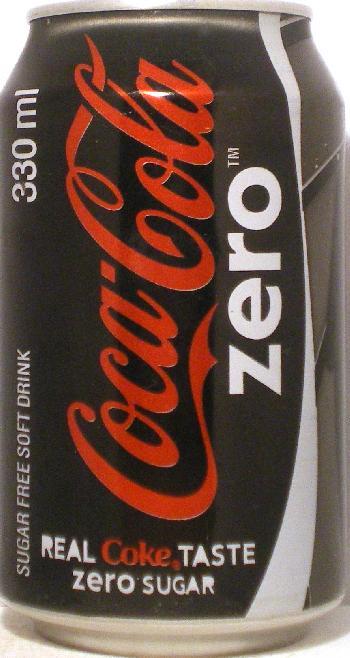 330 ml
SUGAR FREE SOFT DRINK
Coca-Cola
zero™
REAL Coke® TASTE
zero SUGAR